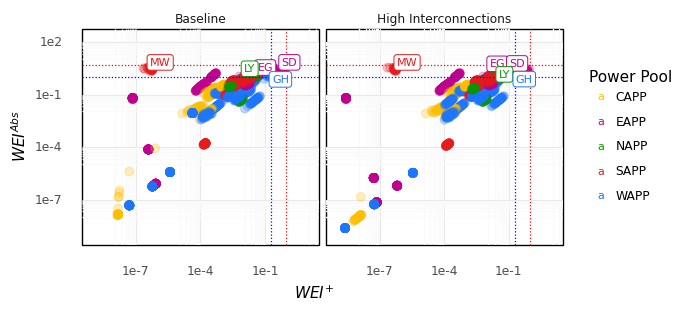 Baseline
High Interconnections
1e2
1e-1
1e-4
1e-7
WEI^Abs
MW
LY
EG
SD
GH
MW
EG
SD
LY
GH
1e-7
1e-4
1e-1
1e-7
1e-4
1e-1
WEI^+
Power Pool
a CAPP
a EAPP
a NAPP
a SAPP
a WAPP